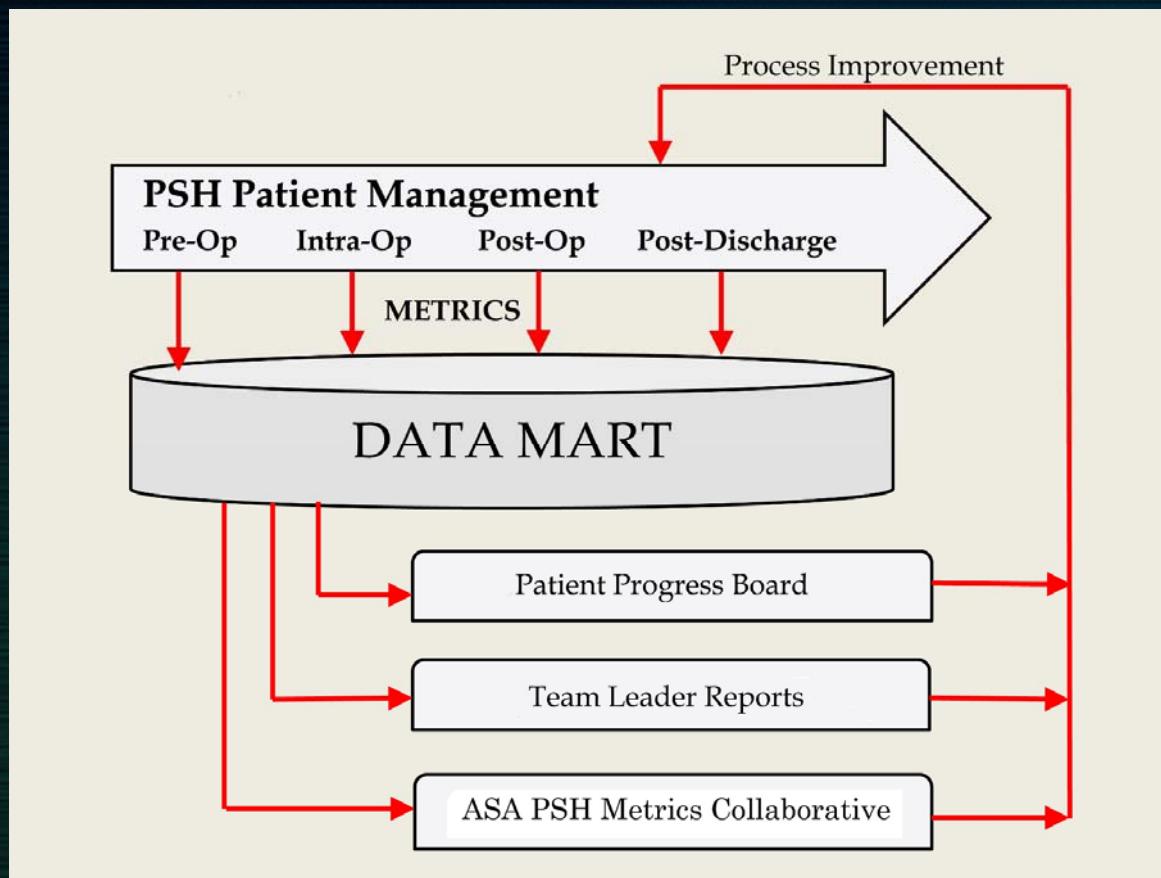 Process Improvement
PSH Patient Management
Pre-Op Intra-Op Post-Op Post-Discharge
METRICS
DATA MART
Patient Progress Board
Team Leader Reports
ASA PSH Metrics Collaborative